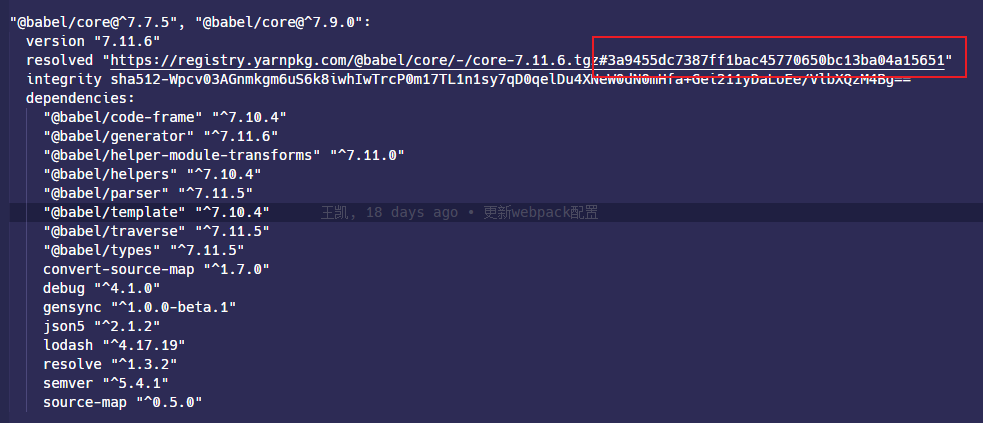 "@babel/core@^7.7.5", "@babel/core@^7.9.0":
version "7.11.6"
resolved "https://registry.yarnpkg.com/@babel/core/-/core-7.11.6.tgz#3a9455dc7387ff1bac45770650bc13ba04a15651"
integrity sha512-Wpcv03AGnmkgm6uS6k8iwhIwTrcP0m17TL1n1sy7qD0qelDu4XNeW0dN0mHfa+Gei211yDaLoEe/VlbXQzM4Bg==
dependencies:
"@babel/code-frame" "^7.10.4"
"@babel/generator" "^7.11.6"
"@babel/helper-module-transforms" "^7.11.0"
"@babel/helpers" "^7.10.4"
"@babel/parser" "^7.11.5"
"@babel/template" "^7.10.4" 王凯, 18 days ago • 更新webpack配置
"@babel/traverse" "^7.11.5"
"@babel/types" "^7.11.5"
convert-source-map "^1.7.0"
debug "^4.1.0"
gensync "^1.0.0-beta.1"
json5 "^2.1.2"
lodash "^4.17.19"
resolve "^1.3.2"
semver "^5.4.1"
source-map "^0.5.0"